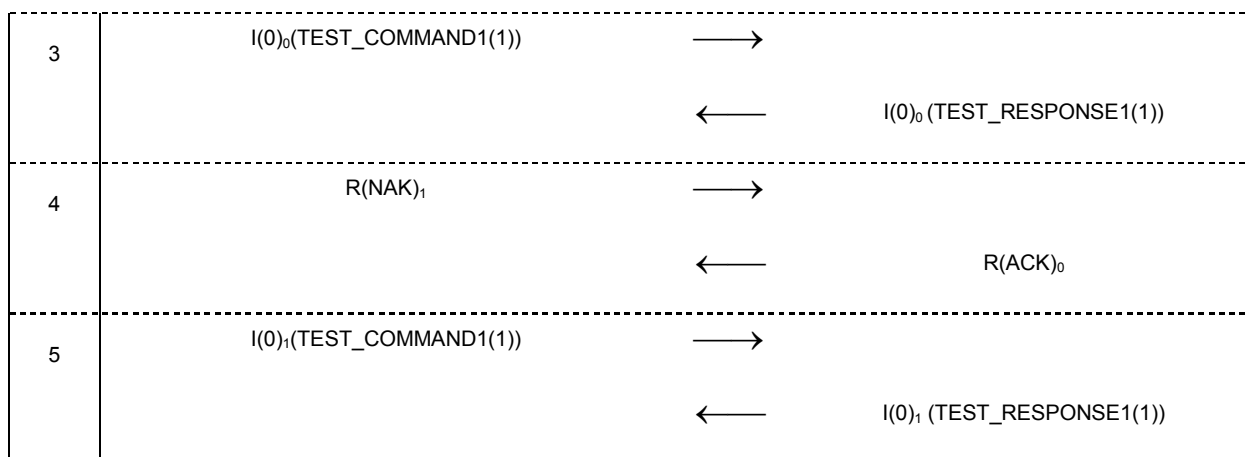 3 I(0)₀(TEST_COMMAND1(1)) ⟶
⟵ I(0)₀ (TEST_RESPONSE1(1))
4 R(NAK)₁ ⟶
⟵ R(ACK)₀
5 I(0)₁(TEST_COMMAND1(1)) ⟶
⟵ I(0)₁ (TEST_RESPONSE1(1))